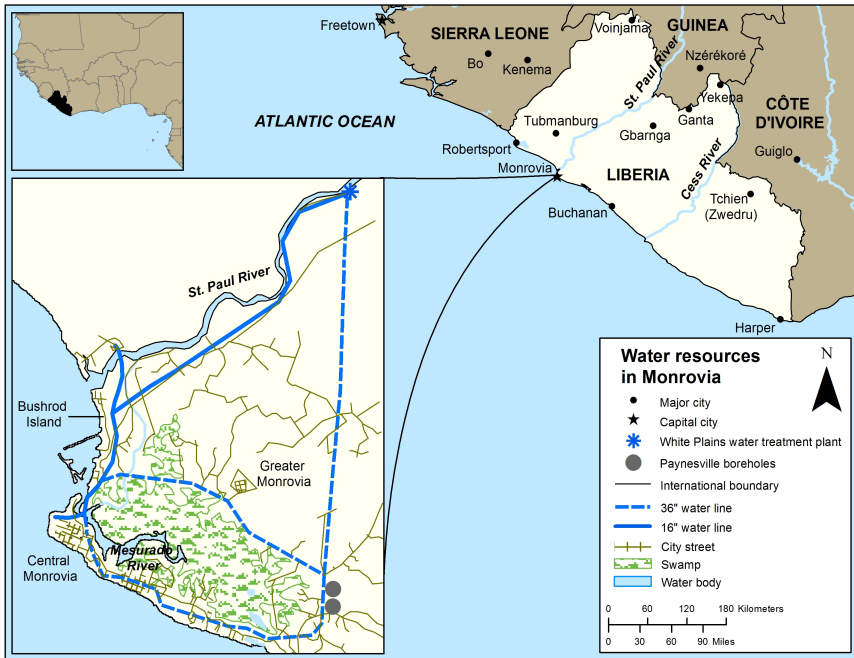 Freetown
SIERRA LEONE
Bo
Kenema
Voinjama
GUINEA
Nzérékoré
St. Paul River
Yekepa
CÔTE
D'IVOIRE
Ganta
Gbarnga
Tubmanburg
Guiglo
ATLANTIC OCEAN
Robertsport
Monrovia
LIBERIA
Cess River
Tchien
(Zwedru)
Buchanan
Harper
St. Paul River
Bushrod
Island
Greater
Monrovia
Central
Monrovia
Mesurado
River
Water resources
in Monrovia
N
Major city
Capital city
White Plains water treatment plant
Paynesville boreholes
International boundary
36" water line
16" water line
City street
Swamp
Water body
0 60 120 180 Kilometers
0 30 60 90 Miles